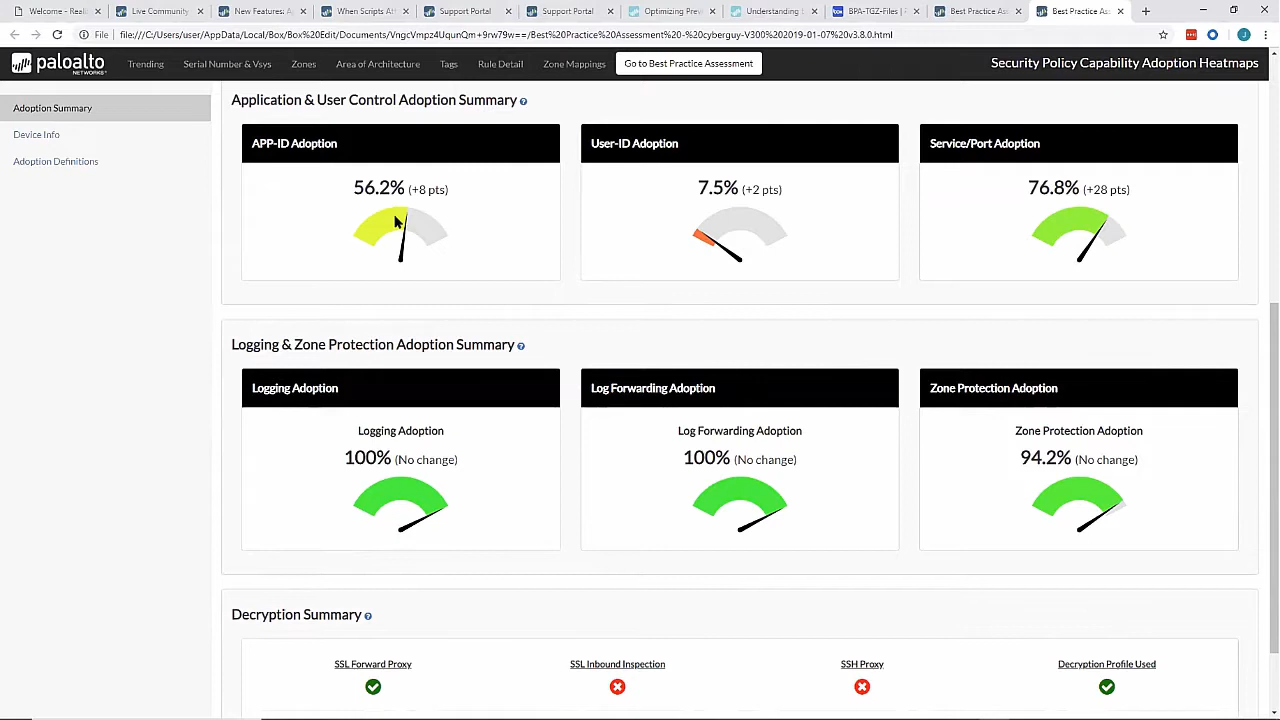 Welcome - Reali
Live Community
New Features: A
When Scripts Att
Support Portal
Support Portal
Optimizing Prev
Understanding S
BPA-TGZ-Files |
Best Practice As
Best Practice As
File
file:///C:/Users/user/AppData/Local/Box/Box%20Edit/Documents/VngcVmpz4UqunQm+9rw79w==/Best%20Practice%20Assessment%20-%20cyberguy-V300%202019-01-07%20v3.8.0.html
J
paloalto
NETWORKS
Trending
Serial Number & Vsys
Zones
Area of Architecture
Tags
Rule Detail
Zone Mappings
Go to Best Practice Assessment
Security Policy Capability Adoption Heatmaps
Adoption Summary
Device Info
Adoption Definitions
Application & User Control Adoption Summary ?
APP-ID Adoption
User-ID Adoption
Service/Port Adoption
56.2% (+8 pts)
7.5% (+2 pts)
76.8% (+28 pts)
Logging & Zone Protection Adoption Summary ?
Logging Adoption
Log Forwarding Adoption
Zone Protection Adoption
Logging Adoption
Log Forwarding Adoption
Zone Protection Adoption
100% (No change)
100% (No change)
94.2% (No change)
Decryption Summary ?
SSL Forward Proxy
SSL Inbound Inspection
SSH Proxy
Decryption Profile Used